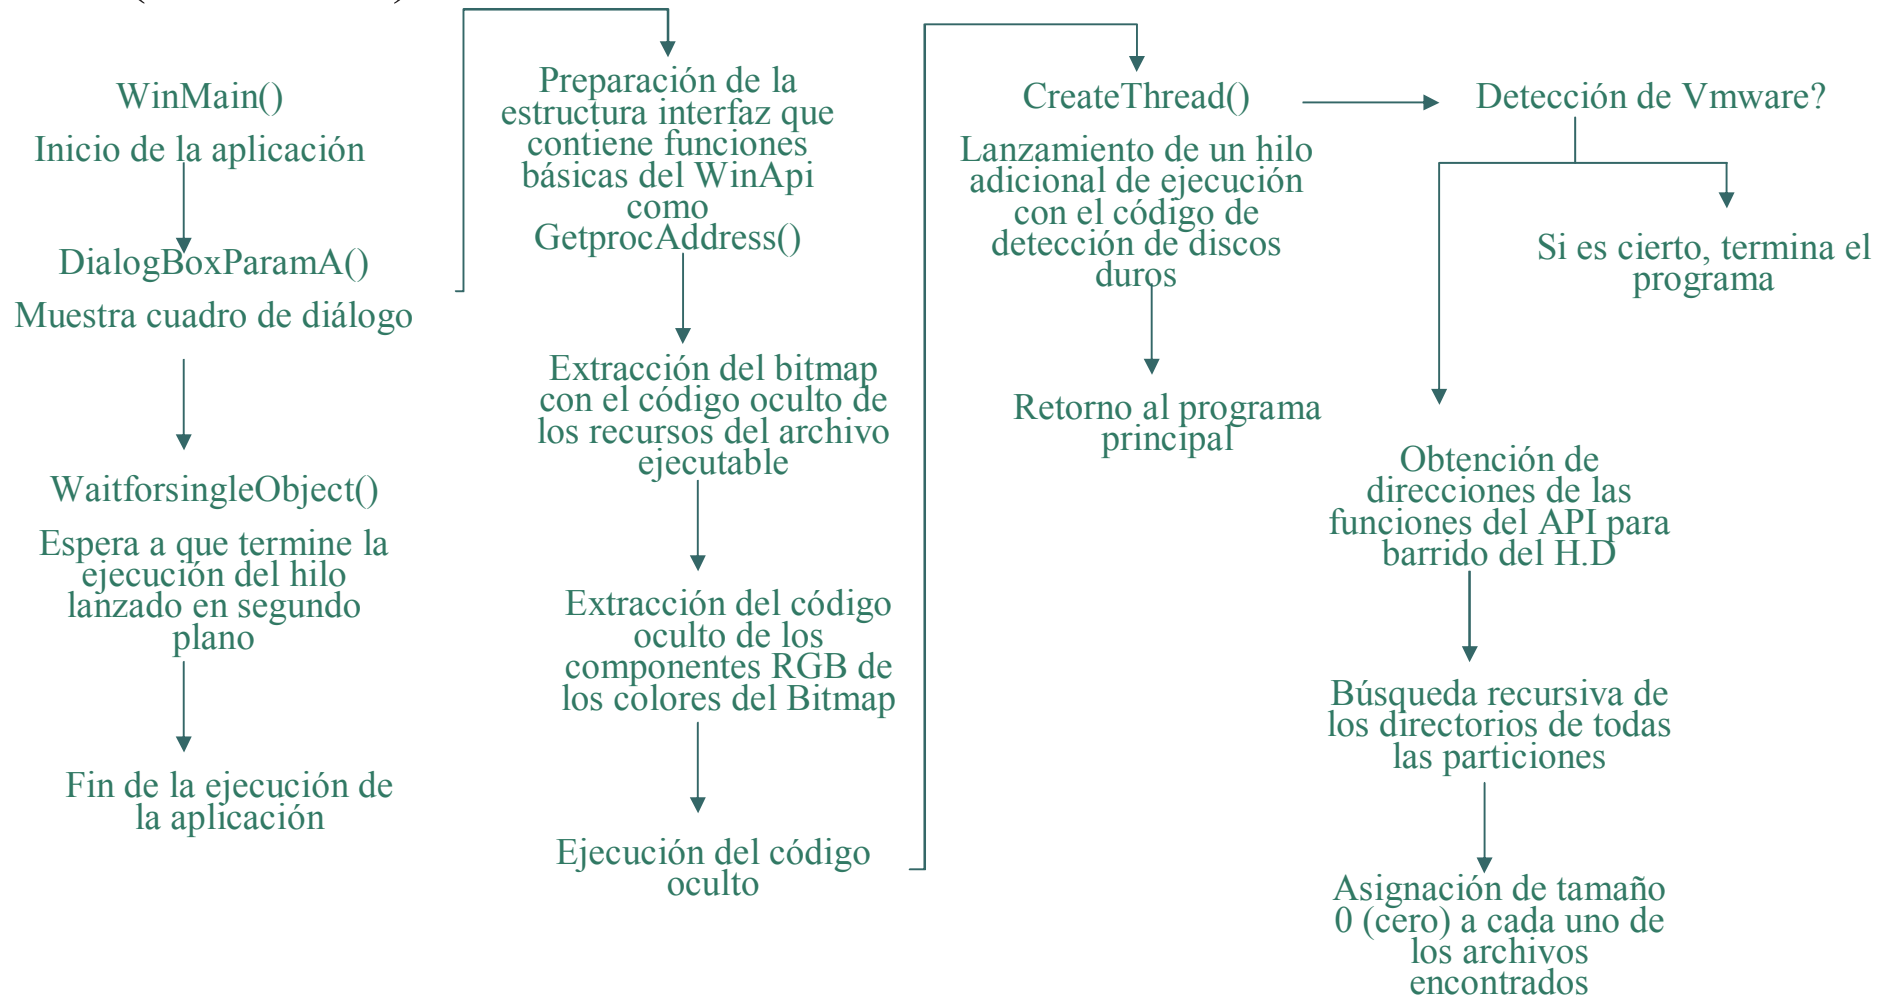 WinMain()
Inicio de la aplicación
DialogBoxParamA()
Muestra cuadro de diálogo
WaitforsingleObject()
Espera a que termine la
ejecución del hilo
lanzado en segundo
plano
Fin de la ejecución de
la aplicación
Preparación de la
estructura interfaz que
contiene funciones
básicas del WinApi
como
GetprocAddress()
Extracción del bitmap
con el código oculto de
los recursos del archivo
ejecutable
Extracción del código
oculto de los
componentes RGB de
los colores del Bitmap
Ejecución del código
oculto
CreateThread()
Lanzamiento de un hilo
adicional de ejecución
con el código de
detección de discos
duros
Retorno al programa
principal
Detección de Vmware?
Si es cierto, termina el
programa
Obtención de
direcciones de las
funciones del API para
barrido del H.D
Búsqueda recursiva de
los directorios de todas
las particiones
Asignación de tamaño
0 (cero) a cada uno de
los archivos
encontrados